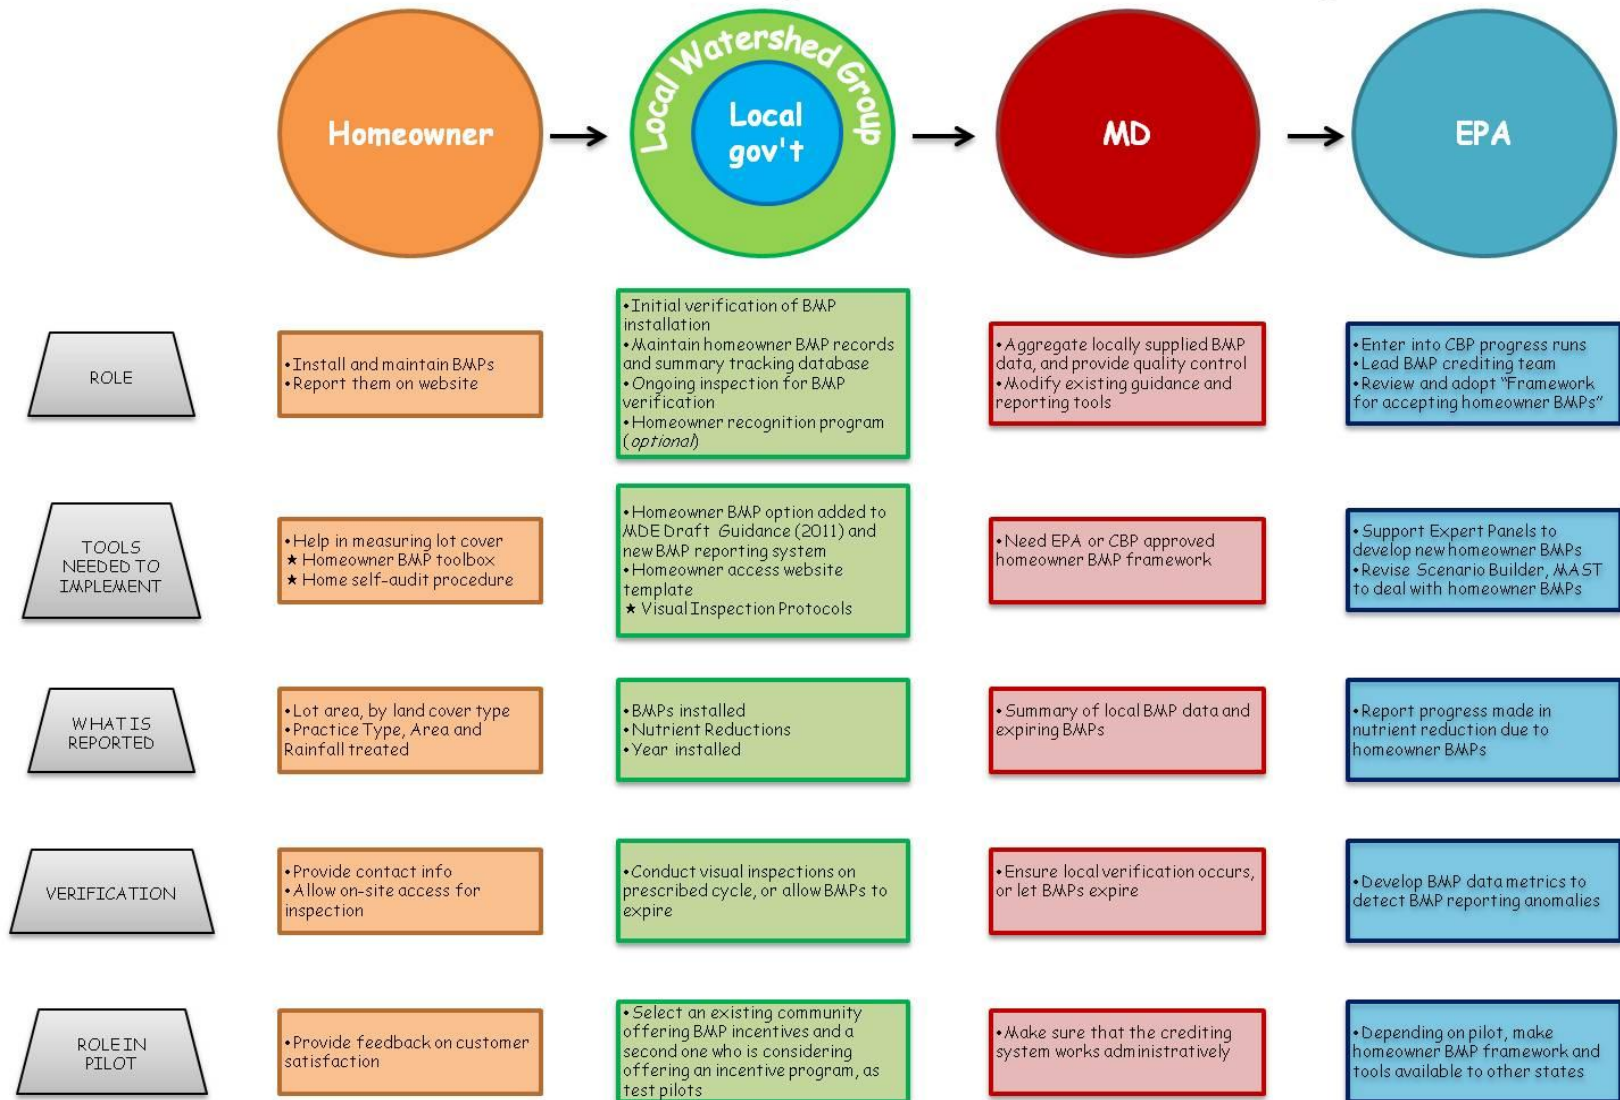 Homeowner
Local Watershed Group
Local
gov't
MD
EPA
ROLE
•Install and maintain BMPs
•Report them on website
•Initial verification of BMP
installation
•Maintain homeowner BMP records
and summary tracking database
•Ongoing inspection for BMP
verification
•Homeowner recognition program
(optional)
•Aggregate locally supplied BMP
data, and provide quality control
•Modify existing guidance and
reporting tools
•Enter into CBP progress runs
•Lead BMP crediting team
•Review and adopt "Framework
for accepting homeowner BMPs"
TOOLS
NEEDED TO
IMPLEMENT
•Help in measuring lot cover
★ Homeowner BMP toolbox
★ Home self-audit procedure
•Homeowner BMP option added to
MDE Draft Guidance (2011) and
new BMP reporting system
•Homeowner access website
template
★ Visual Inspection Protocols
•Need EPA or CBP approved
homeowner BMP framework
•Support Expert Panels to
develop new homeowner BMPs
•Revise Scenario Builder, MAST
to deal with homeowner BMPs
WHAT IS
REPORTED
•Lot area, by land cover type
•Practice Type, Area and
Rainfall treated
•BMPs installed
•Nutrient Reductions
•Year installed
•Summary of local BMP data and
expiring BMPs
•Report progress made in
nutrient reduction due to
homeowner BMPs
VERIFICATION
•Provide contact info
•Allow on-site access for
inspection
•Conduct visual inspections on
prescribed cycle, or allow BMPs to
expire
•Ensure local verification occurs,
or let BMPs expire
•Develop BMP data metrics to
detect BMP reporting anomalies
ROLE IN
PILOT
•Provide feedback on customer
satisfaction
•Select an existing community
offering BMP incentives and a
second one who is considering
offering an incentive program, as
test pilots
•Make sure that the crediting
system works administratively
•Depending on pilot, make
homeowner BMP framework and
tools available to other states